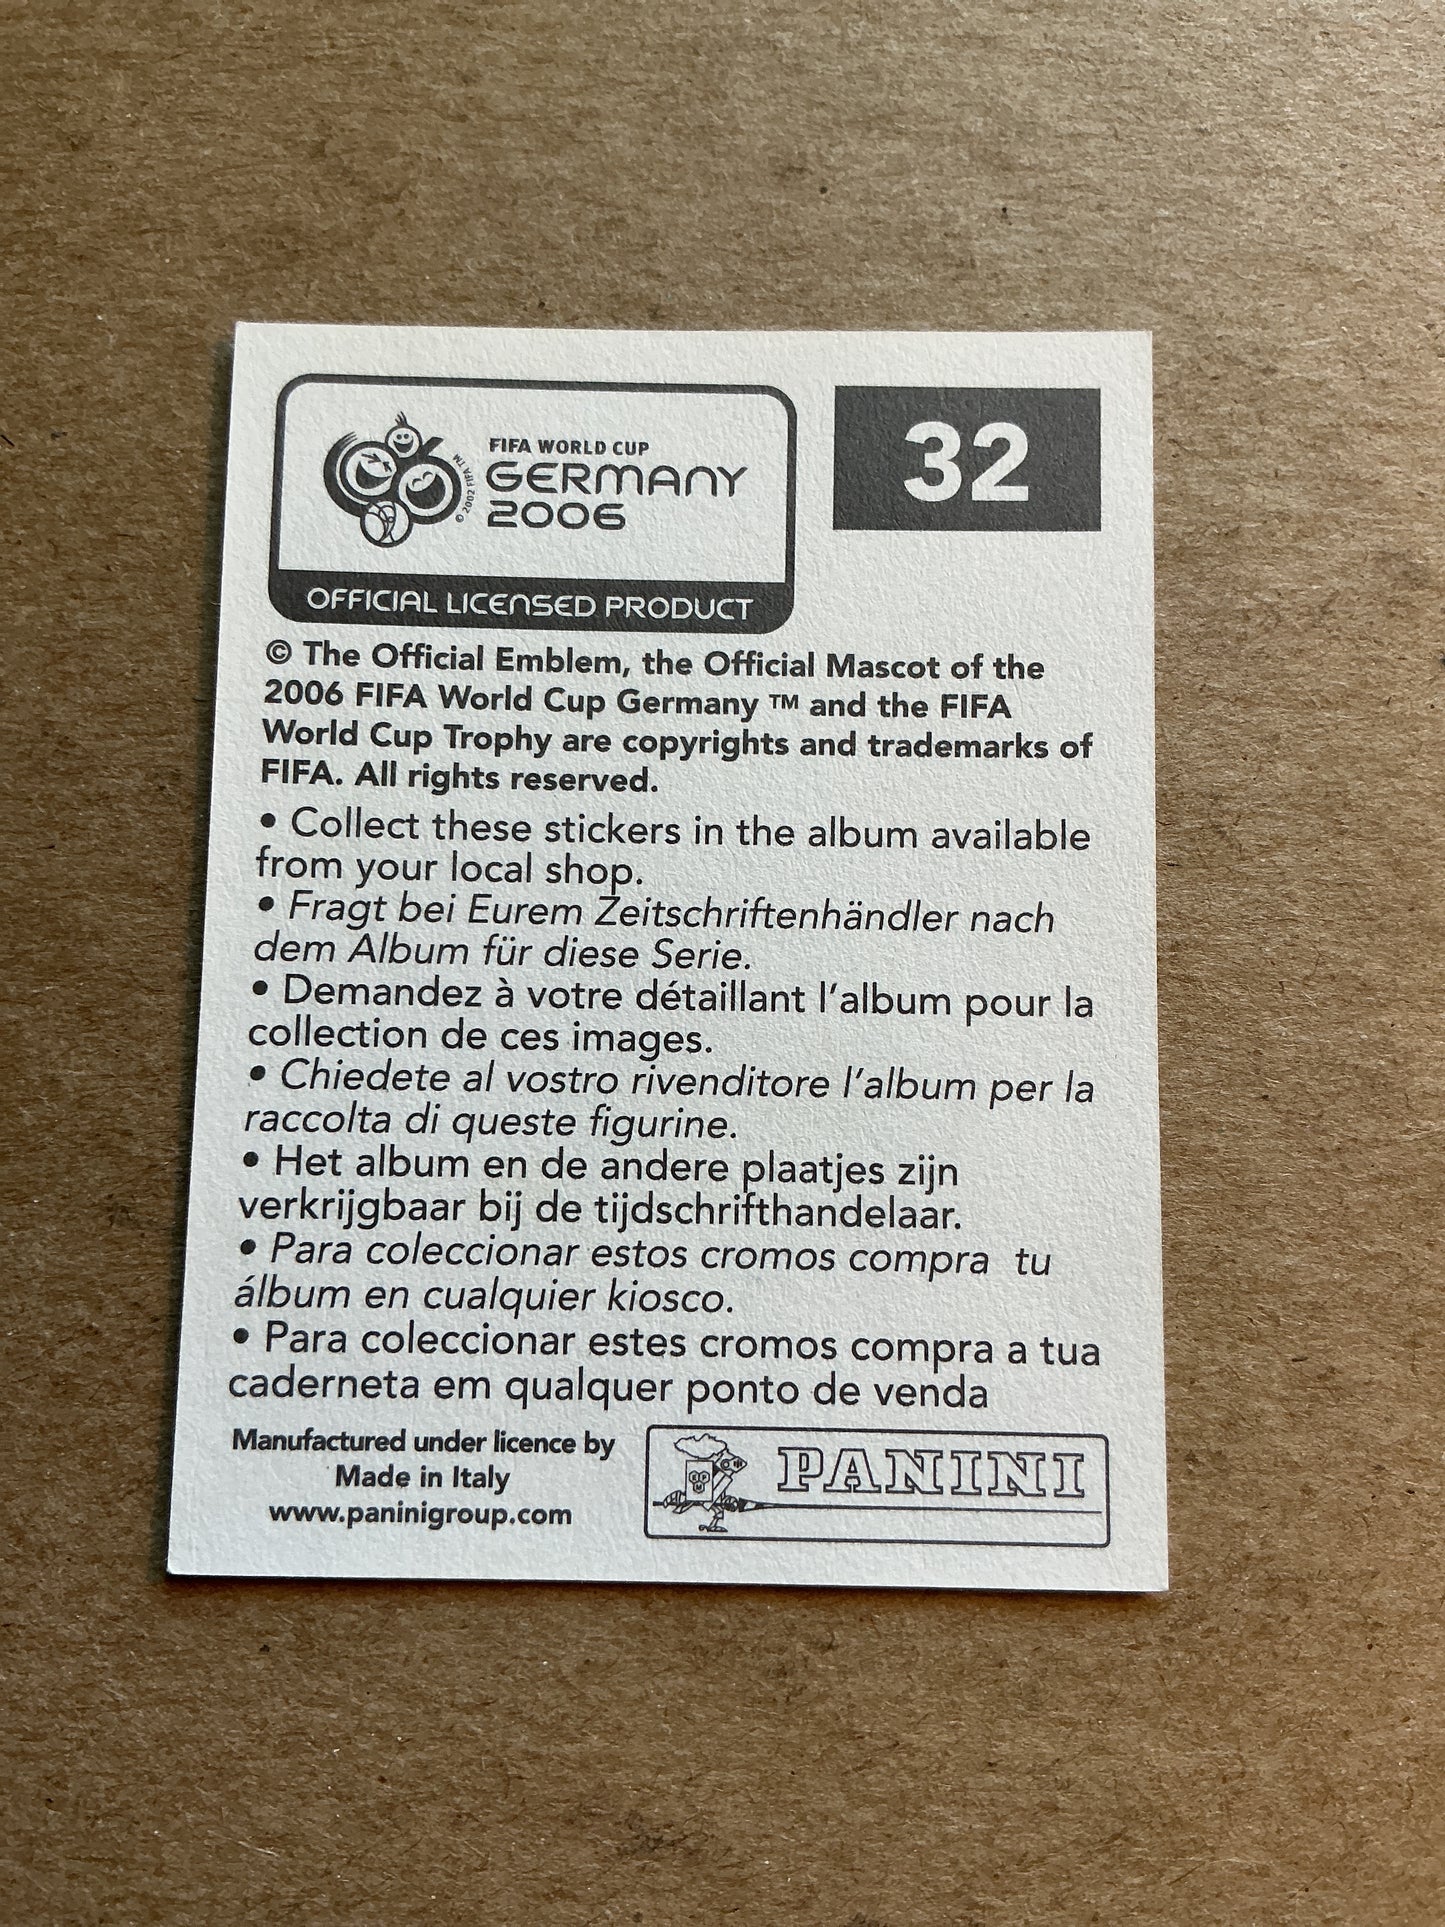 FIFA WORLD CUP
GERMANY
2006
© 2002 FIFA TM
32
OFFICIAL LICENSED PRODUCT
© The Official Emblem, the Official Mascot of the
2006 FIFA World Cup Germany ™ and the FIFA
World Cup Trophy are copyrights and trademarks of
FIFA. All rights reserved.
• Collect these stickers in the album available
from your local shop.
• Fragt bei Eurem Zeitschriftenhändler nach
dem Album für diese Serie.
• Demandez à votre détaillant l'album pour la
collection de ces images.
• Chiedete al vostro rivenditore l'album per la
raccolta di queste figurine.
• Het album en de andere plaatjes zijn
verkrijgbaar bij de tijdschrifthandelaar.
• Para coleccionar estos cromos compra tu
álbum en cualquier kiosco.
• Para coleccionar estes cromos compra a tua
caderneta em qualquer ponto de venda
Manufactured under licence by
Made in Italy
www.paninigroup.com
PANINI